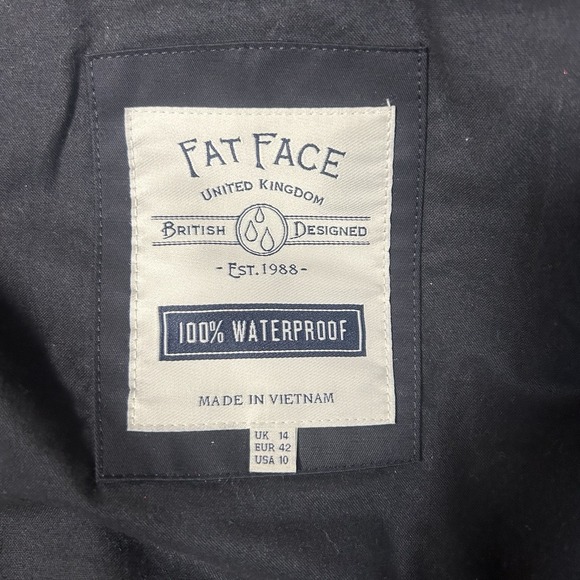 FAT FACE
UNITED KINGDOM
BRITISH DESIGNED
- EST. 1988 -
100% WATERPROOF
MADE IN VIETNAM
UK 14
EUR 42
USA 10